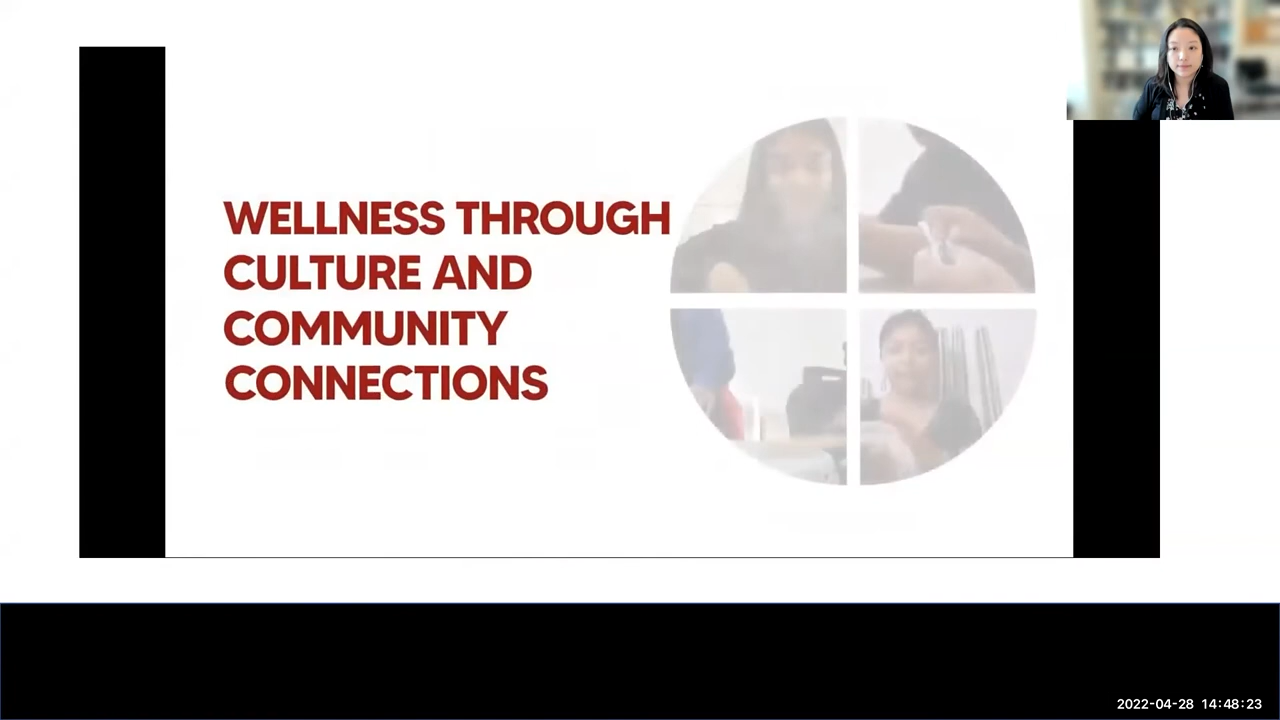 WELLNESS THROUGH
CULTURE AND
COMMUNITY
CONNECTIONS
2022-04-28 14:48:23